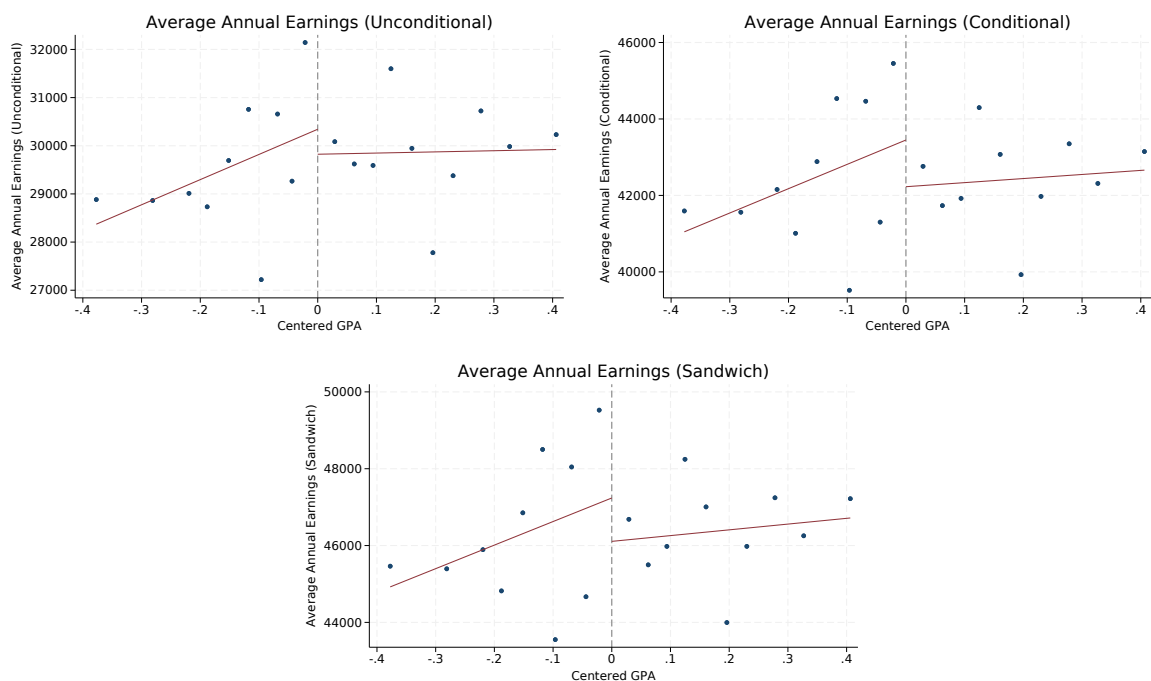 Average Annual Earnings (Unconditional)
Average Annual Earnings (Unconditional)
32000
31000
30000
29000
28000
27000
-.4 -.3 -.2 -.1 0 .1 .2 .3 .4
Centered GPA
Average Annual Earnings (Conditional)
Average Annual Earnings (Conditional)
46000
44000
42000
40000
-.4 -.3 -.2 -.1 0 .1 .2 .3 .4
Centered GPA
Average Annual Earnings (Sandwich)
Average Annual Earnings (Sandwich)
50000
48000
46000
44000
-.4 -.3 -.2 -.1 0 .1 .2 .3 .4
Centered GPA